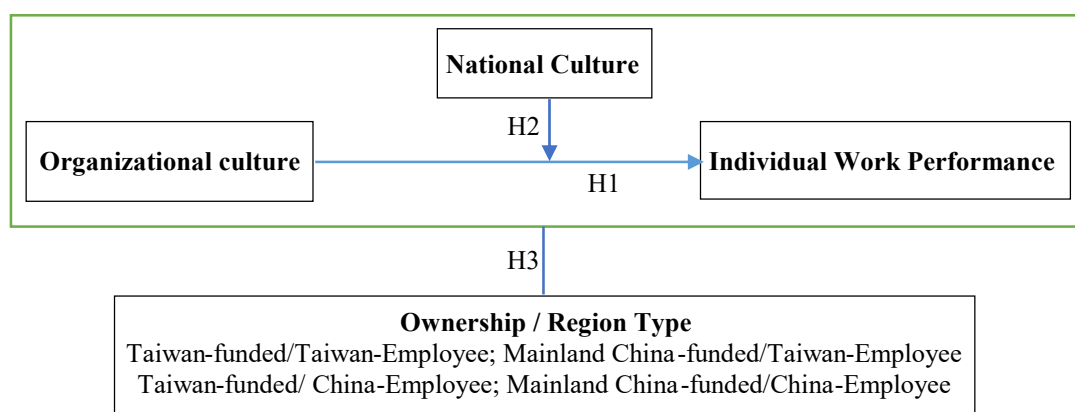 National Culture
H2
Organizational culture
Individual Work Performance
H1
H3
Ownership / Region Type
Taiwan-funded/Taiwan-Employee; Mainland China-funded/Taiwan-Employee
Taiwan-funded/ China-Employee; Mainland China-funded/China-Employee